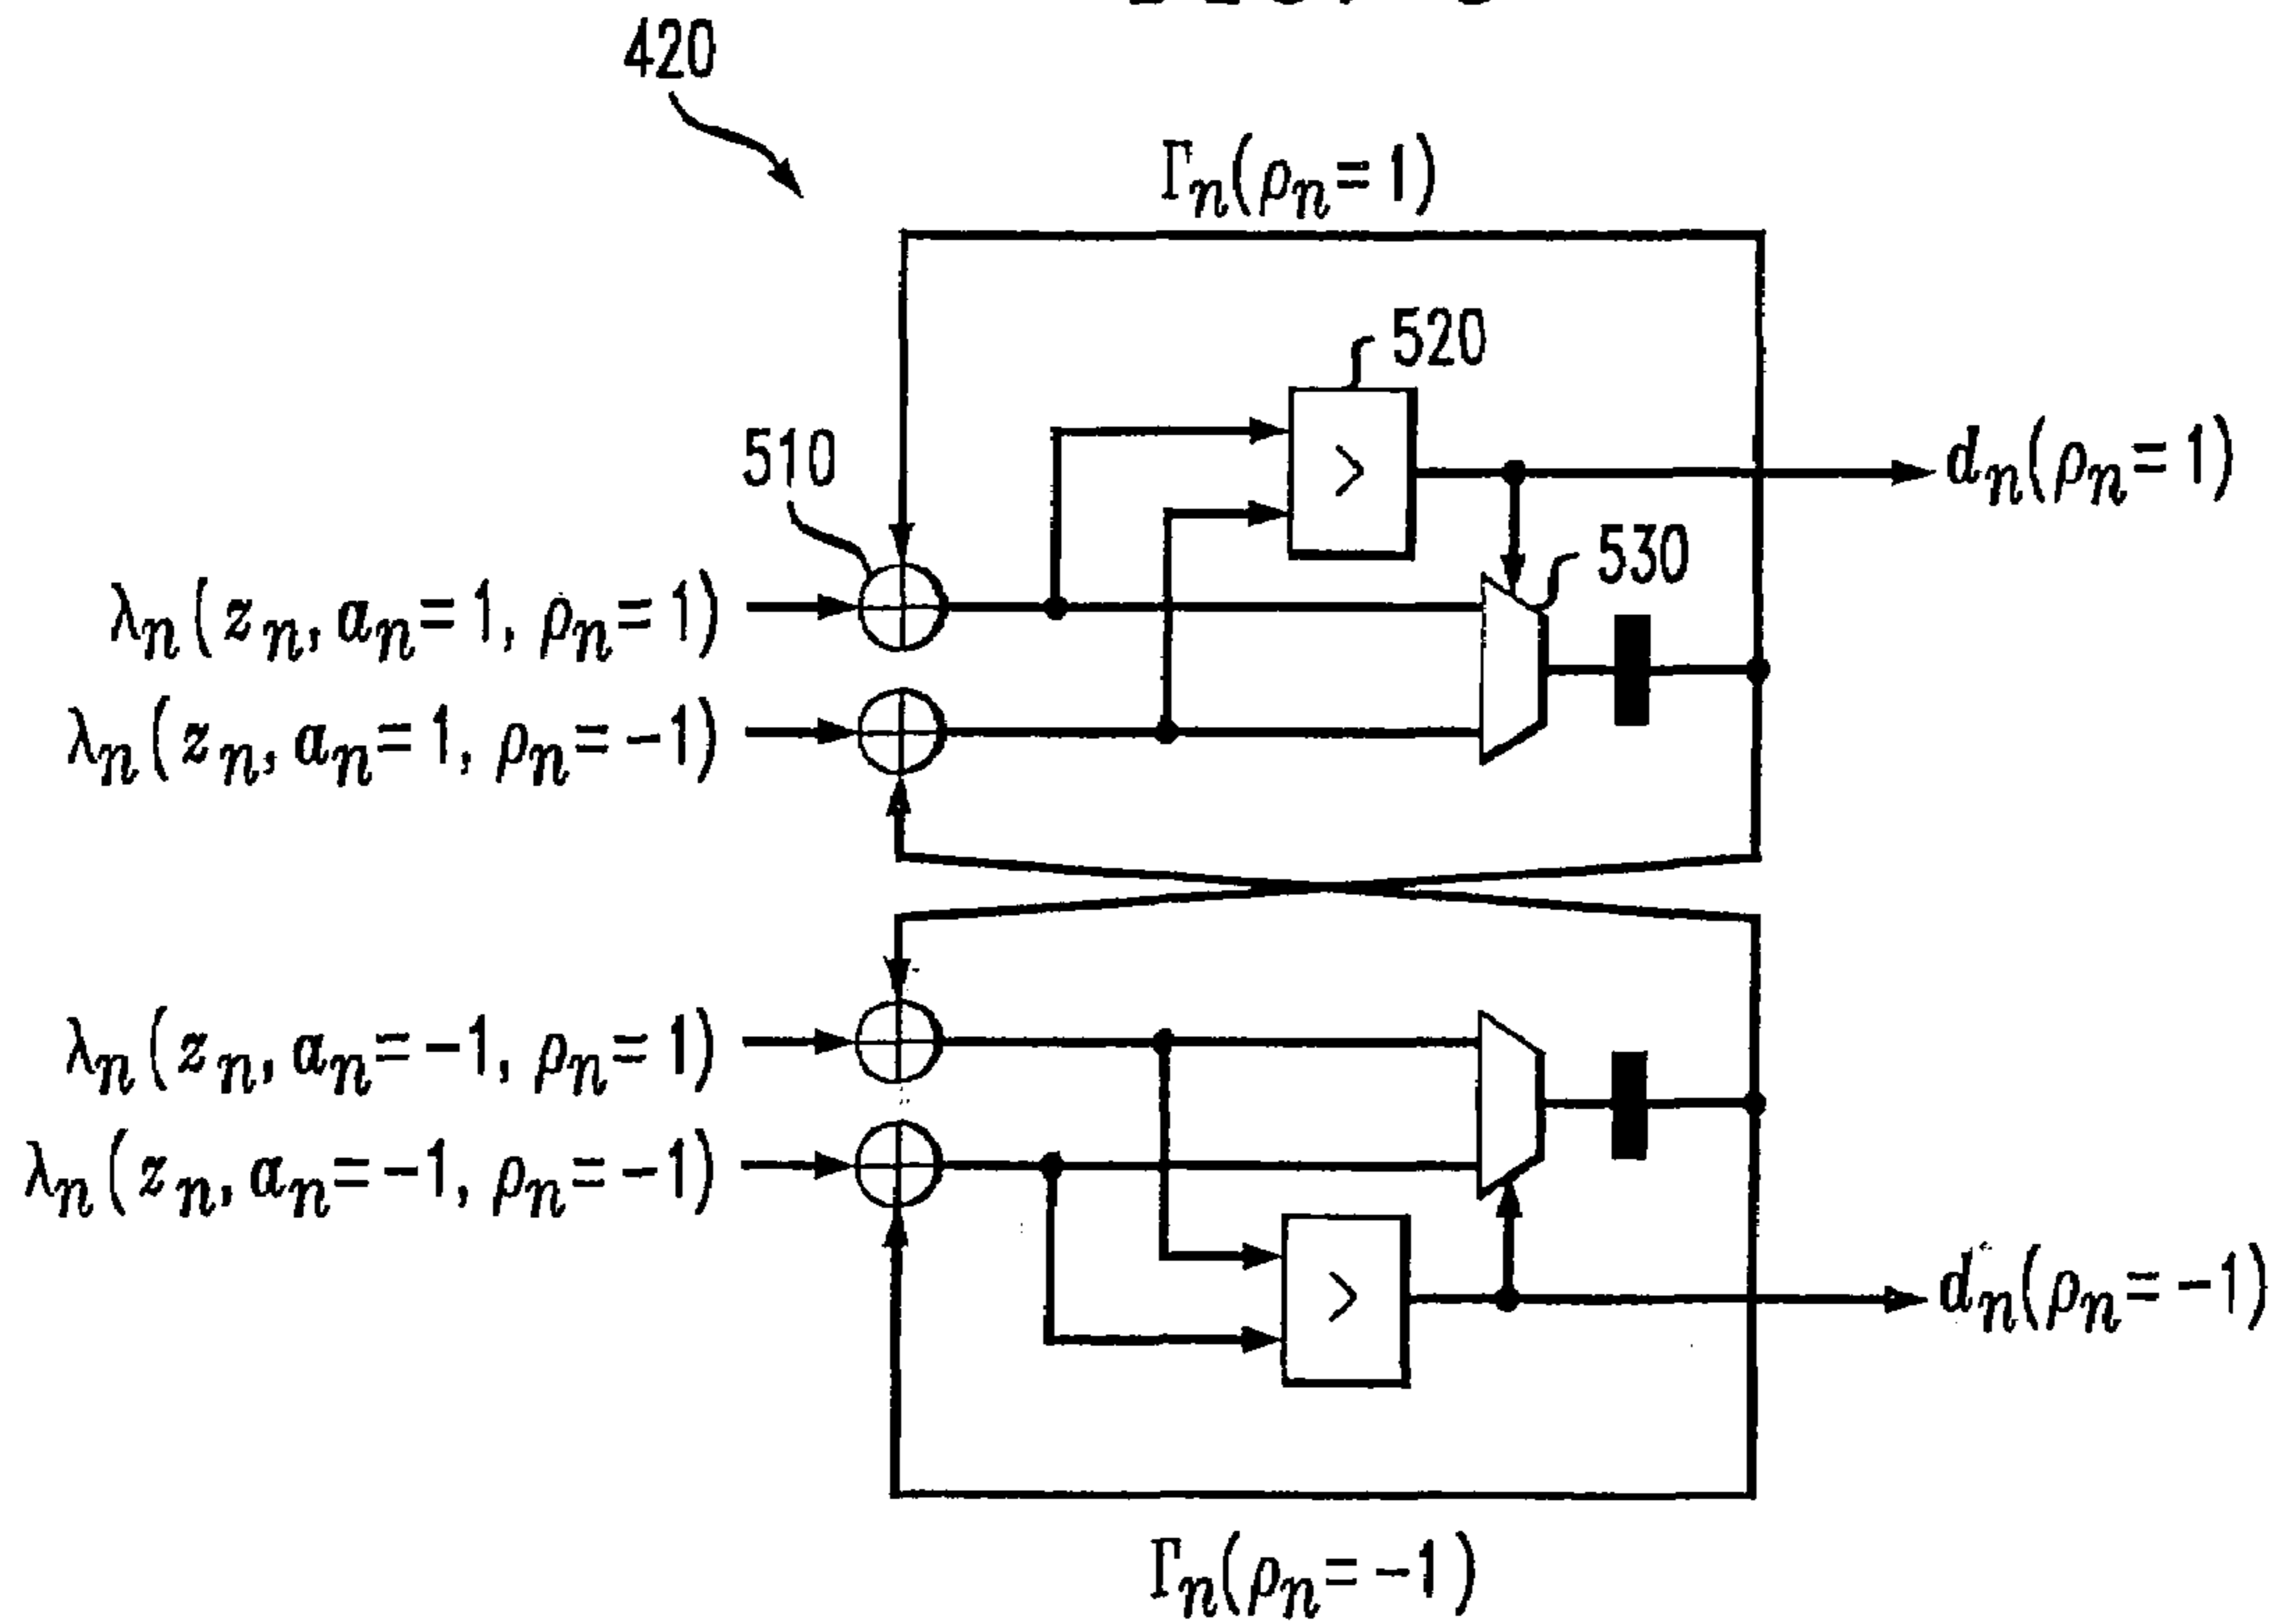 420
Γn(ρn=1)
520
dn(ρn=1)
510
530
λn(zn, an=1, ρn=1)
λn(zn, an=1, ρn=-1)
λn(zn, an=-1, ρn=1)
λn(zn, an=-1, ρn=-1)
>
>
dn(ρn=-1)
Γn(ρn=-1)